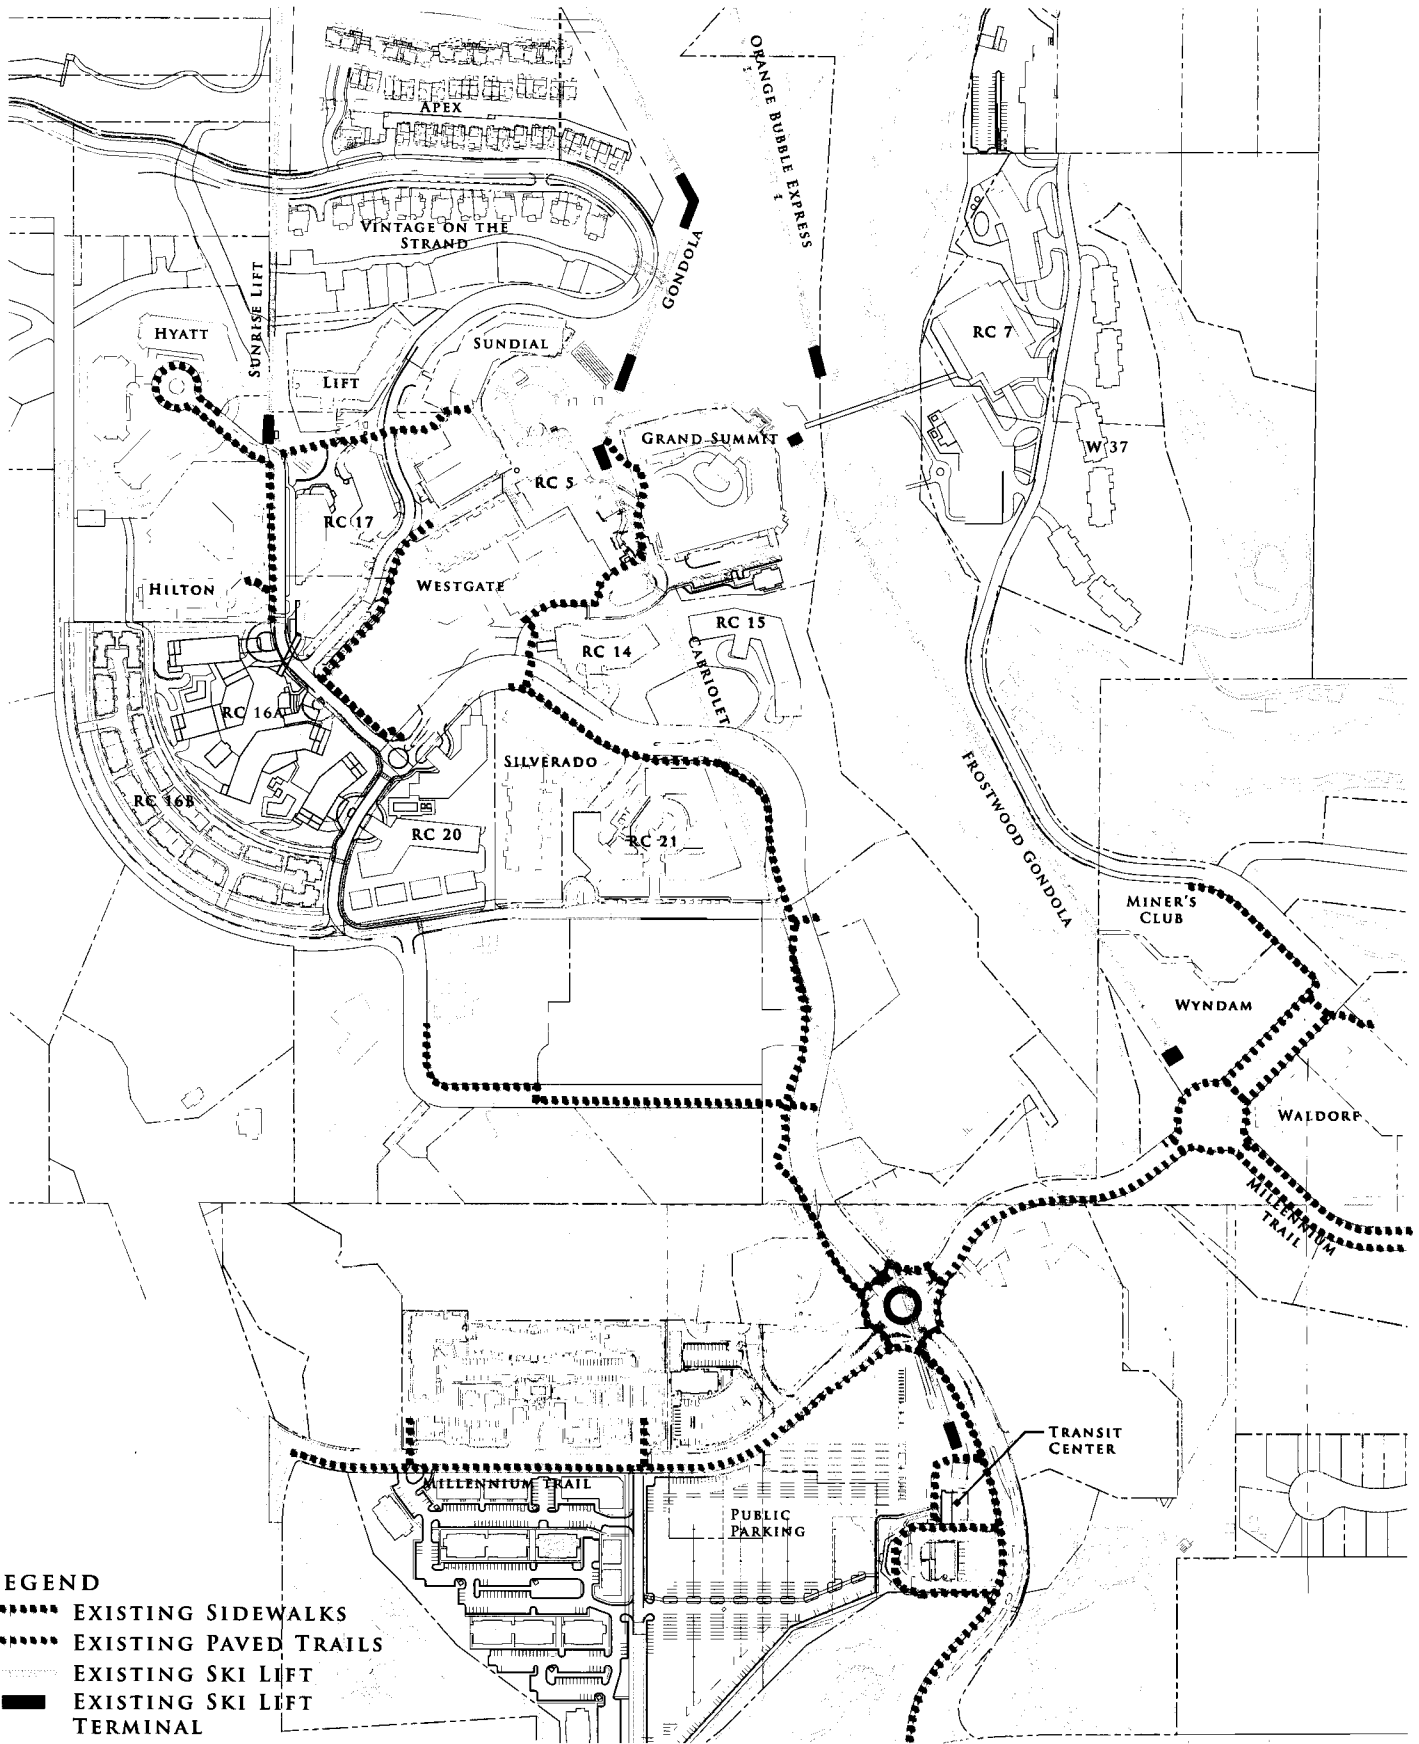 APEX
ORANGE BUBBLE EXPRESS
VINTAGE ON THE
STRAND
GONDOLA
SUNRISE LIFT
HYATT
SUNDIAL
LIFT
RC 7
GRAND SUMMIT
W 37
RC 5
RC 17
HILTON
WESTGATE
RC 15
RC 14
CABRIOLET
RC 16A
SILVERADO
FROSTWOOD GONDOLA
RC 16B
RC 20
RC 21
MINER'S
CLUB
WYNDAM
WALDORF
MILLENNIUM
TRAIL
TRANSIT
CENTER
MILLENNIUM TRAIL
PUBLIC
PARKING
EGEND
EXISTING SIDEWALKS
EXISTING PAVED TRAILS
EXISTING SKI LIFT
EXISTING SKI LIFT
TERMINAL